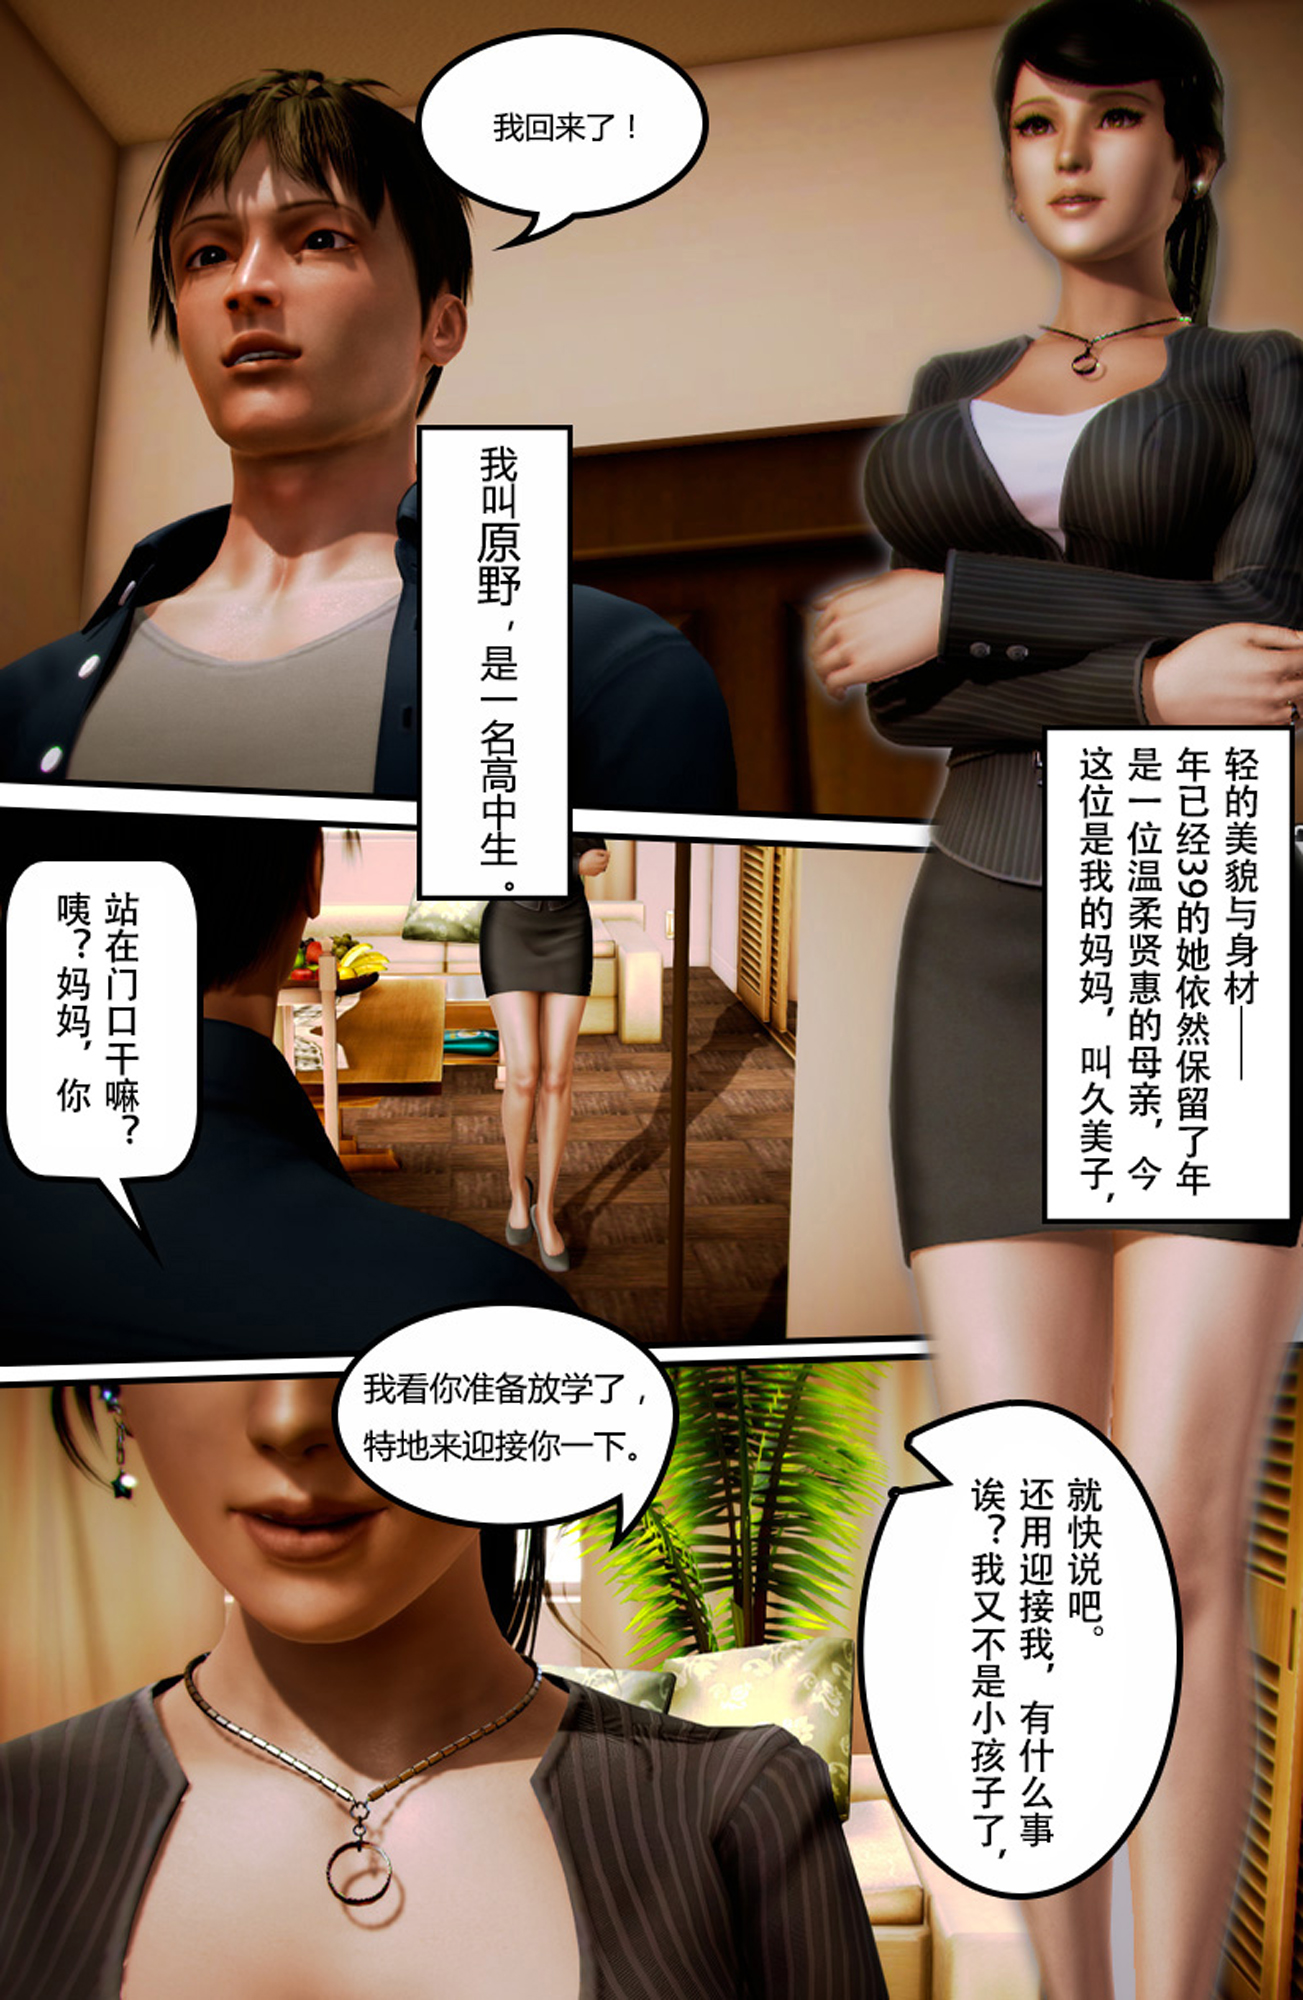 我回来了！
我叫原野，是一名高中生。
这位是我的妈妈，叫久美子，
是一位温柔贤惠的母亲，今
年已经39的她依然保留了年
轻的美貌与身材——
咦？妈妈，你
站在门口干嘛？
我看你准备放学了，
特地来迎接你一下。
诶？我又不是小孩子了，
还用迎接我，有什么事
就快说吧。